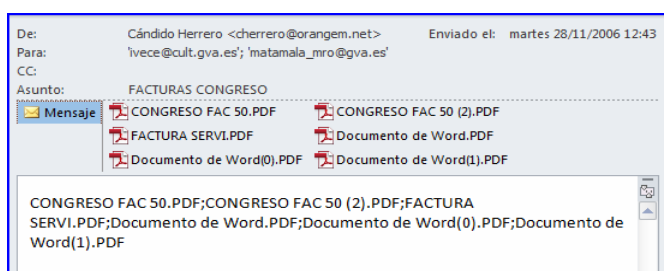 De: Cándido Herrero <cherrero@orangem.net> Enviado el: martes 28/11/2006 12:43
Para: 'ivece@cult.gva.es'; 'matamala_mro@gva.es'
CC:
Asunto: FACTURAS CONGRESO
Mensaje CONGRESO FAC 50.PDF CONGRESO FAC 50 (2).PDF
FACTURA SERVI.PDF Documento de Word.PDF
Documento de Word(0).PDF Documento de Word(1).PDF
CONGRESO FAC 50.PDF;CONGRESO FAC 50 (2).PDF;FACTURA
SERVI.PDF;Documento de Word.PDF;Documento de Word(0).PDF;Documento de
Word(1).PDF